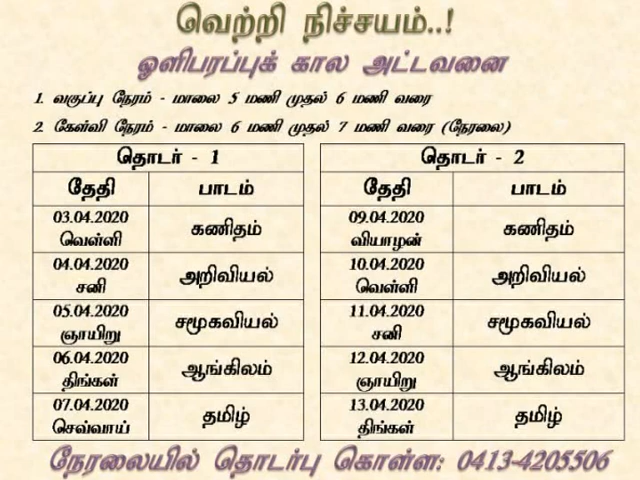 வெற்றி நிச்சயம்..!
ஒளிபரப்புக் கால அட்டவனை
1. வகுப்பு நேரம் - மாலை 5 மணி முதல் 6 மணி வரை
2. கேள்வி நேரம் - மாலை 6 மணி முதல் 7 மணி வரை (நேரலை)
தொடர் - 1
தேதி பாடம்
03.04.2020
வெள்ளி
கணிதம்
04.04.2020
சனி
அறிவியல்
05.04.2020
ஞாயிறு
சமூகவியல்
06.04.2020
திங்கள்
ஆங்கிலம்
07.04.2020
செவ்வாய்
தமிழ்
தொடர் - 2
தேதி பாடம்
09.04.2020
வியாழன்
கணிதம்
10.04.2020
வெள்ளி
அறிவியல்
11.04.2020
சனி
சமூகவியல்
12.04.2020
ஞாயிறு
ஆங்கிலம்
13.04.2020
திங்கள்
தமிழ்
நேரலையில் தொடர்பு கொள்ள: 0413-4205506